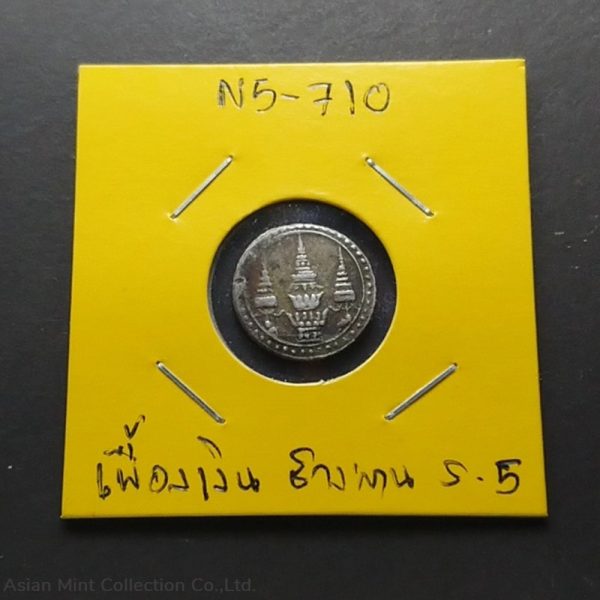 N5-710
เฟื้องเงิน ช้างพาน ร.5
Asian Mint Collection Co.,Ltd.